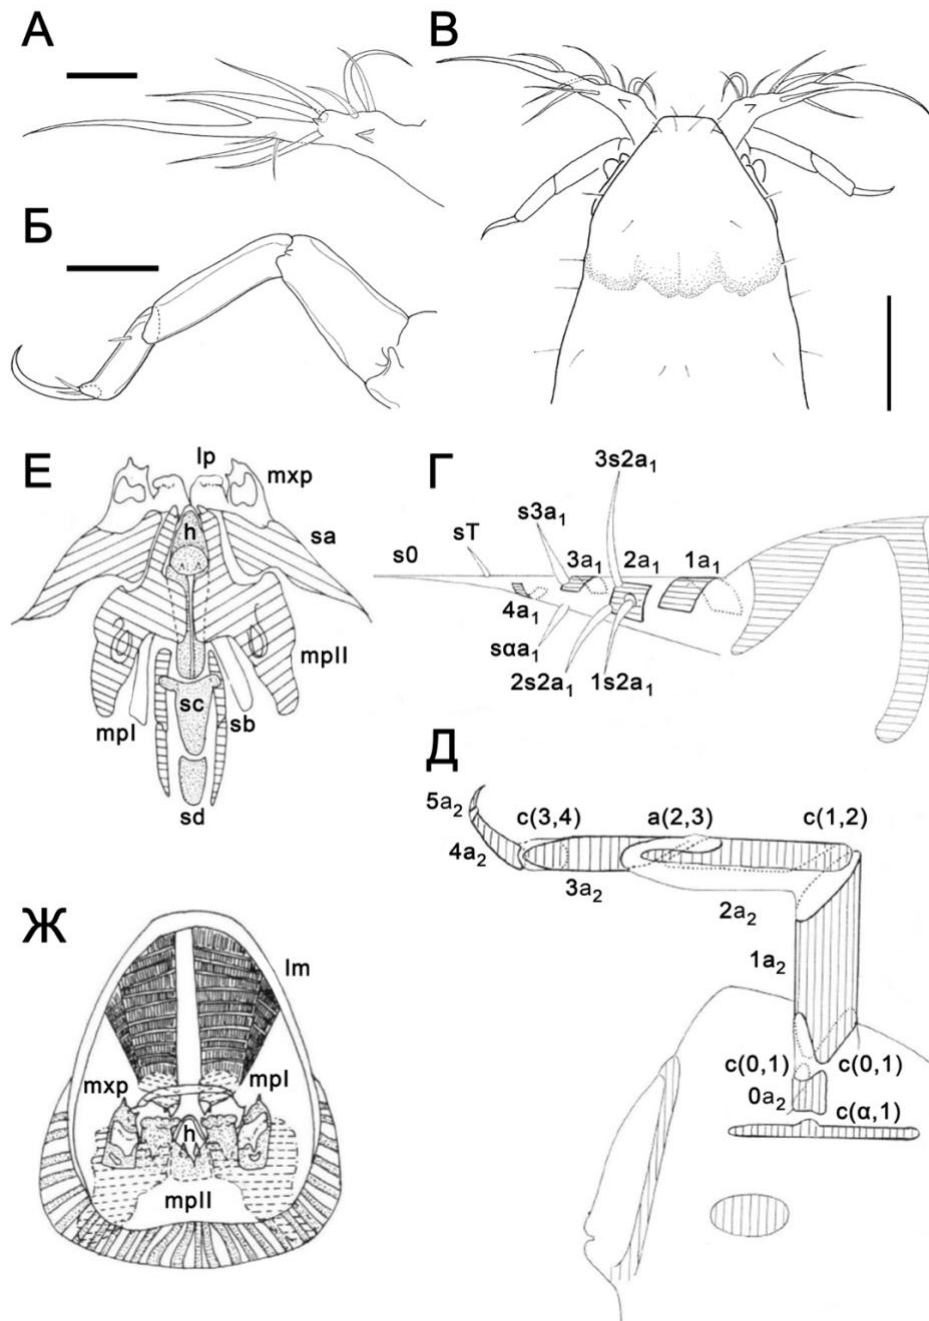 А
В
Б
Е
lp
mxp
h
sa
mpII
sc
mpI
sb
sd
Г
3s2a₁
s3a₁
sT
s0
3a₁
2a₁
1a₁
4a₁
sαa₁
2s2a₁
1s2a₁
Д
5a₂
c(3,4)
a(2,3)
c(1,2)
4a₂
3a₂
2a₂
1a₂
c(0,1)
c(0,1)
0a₂
c(α,1)
Ж
lm
mxp
mpI
h
mpII